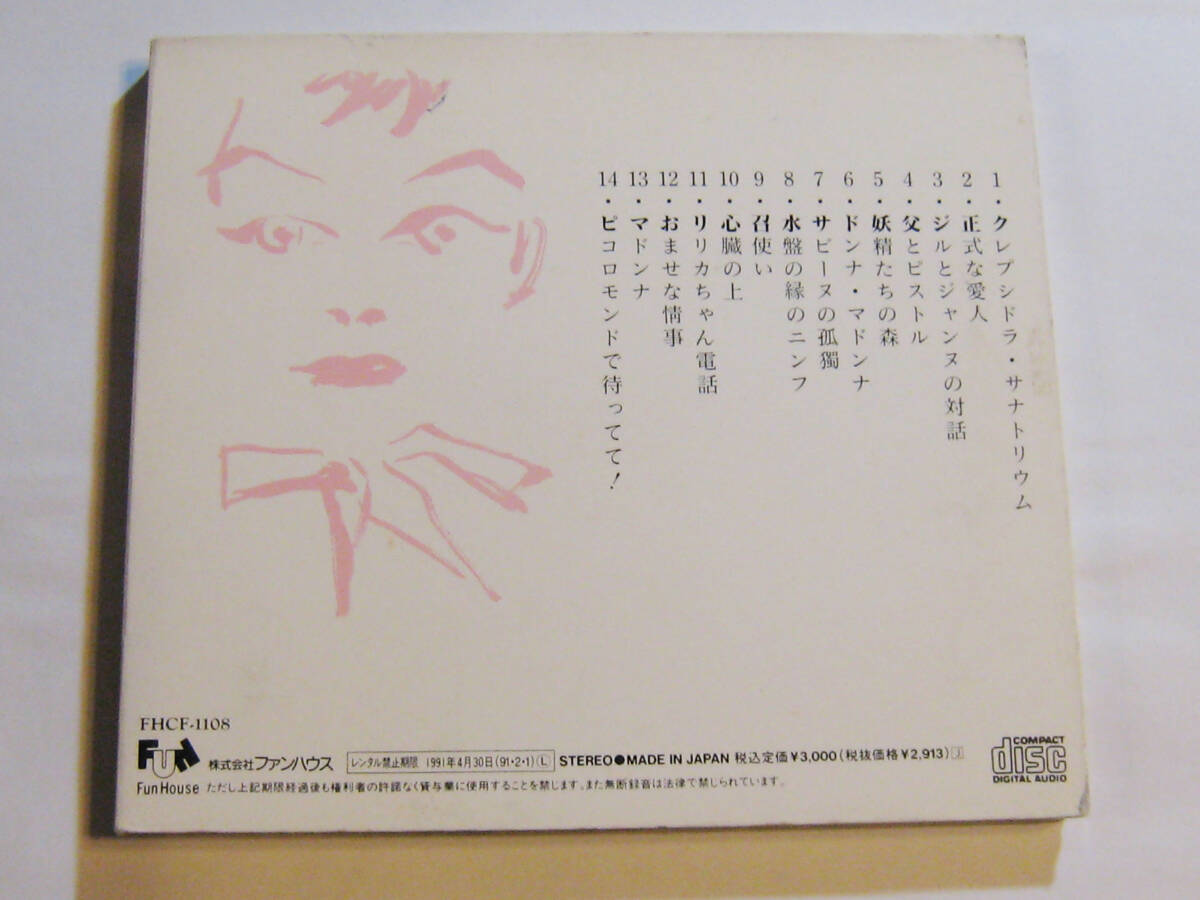 1・クレプシドラ・サナトリウム
2・正式な愛人
3・ジルとジャンヌの対話
4・父とピストル
5・妖精たちの森
6・ドンナ・マドンナ
7・サビーヌの孤獨
8・水盤の縁のニンフ
9・召使い
10・心臓の上
11・リリカちゃん電話
12・おませな情事
13・マドンナ
14・ピコロモンドで待ってて!
FHCF-1108
FUN 株式会社ファンハウス レンタル禁止期限 1991年4月30日(91・2・1)Ⓛ STEREO●MADE IN JAPAN 税込定価¥3,000(税抜価格¥2,913)J
Fun House ただし上記期限経過後も権利者の許諾なく賃与業に使用することを禁じます。また無断録音は法律で禁じられています。
COMPACT
disc
DIGITAL AUDIO